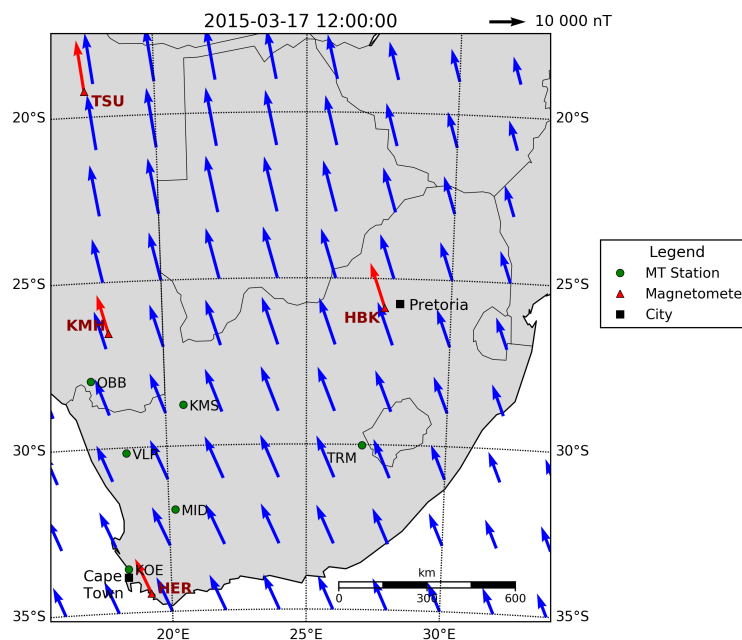 2015-03-17 12:00:00
10 000 nT
TSU
20°S
20°S
25°S
25°S
Legend
MT Station
Magnetomete
City
Pretoria
HBK
KMH
OBB
KMS
30°S
30°S
VLP
TRM
MID
KOE
Cape
Town
HER
km
0
300
600
35°S
35°S
20°E
25°E
30°E